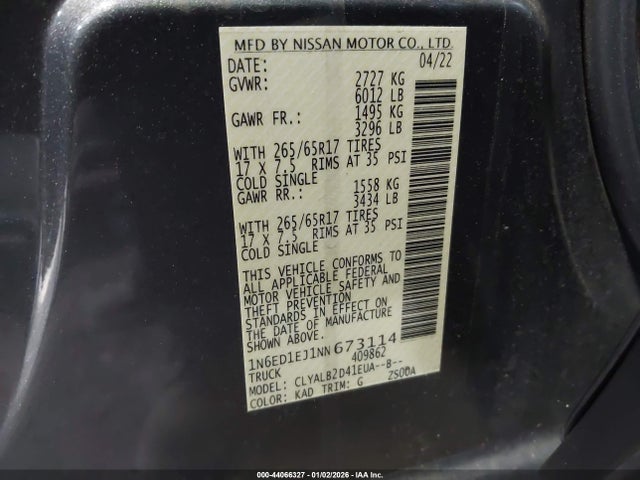 MFD BY NISSAN MOTOR CO., LTD.
DATE: 04/22
GVWR: 2727 KG
6012 LB
GAWR FR.: 1495 KG
3296 LB
WITH 265/65R17 TIRES
17 X 7.5 RIMS AT 35 PSI
COLD SINGLE
GAWR RR.: 1558 KG
3434 LB
WITH 265/65R17 TIRES
17 X 7.5 RIMS AT 35 PSI
COLD SINGLE
THIS VEHICLE CONFORMS TO
ALL APPLICABLE FEDERAL
MOTOR VEHICLE SAFETY AND
THEFT PREVENTION
STANDARDS IN EFFECT ON
THE DATE OF MANUFACTURE
1N6ED1EJ1NN673114
TRUCK 409862
MODEL: CLYALB2D41EUA--B--
COLOR: KAD TRIM: G ZS00A
000-44066327 - 01/02/2026 - IAA Inc.